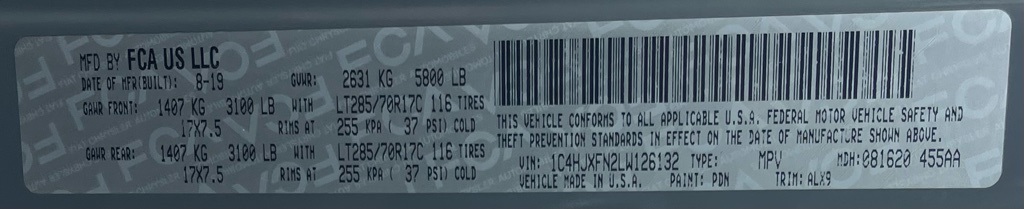 MFD BY FCA US LLC
DATE OF MFR(BUILT): 8-19 GVWR: 2631 KG 5800 LB
GAWR FRONT: 1407 KG 3100 LB WITH LT285/70R17C 116 TIRES
17X7.5 RIMS AT 255 KPA ( 37 PSI) COLD
GAWR REAR: 1407 KG 3100 LB WITH LT285/70R17C 116 TIRES
17X7.5 RIMS AT 255 KPA ( 37 PSI) COLD
THIS VEHICLE CONFORMS TO ALL APPLICABLE U.S.A. FEDERAL MOTOR VEHICLE SAFETY AND
THEFT PREVENTION STANDARDS IN EFFECT ON THE DATE OF MANUFACTURE SHOWN ABOVE.
VIN: 1C4HJXFN2LW126132 TYPE: MPV MDH:081620 455AA
VEHICLE MADE IN U.S.A. PAINT: PDN TRIM: ALX9